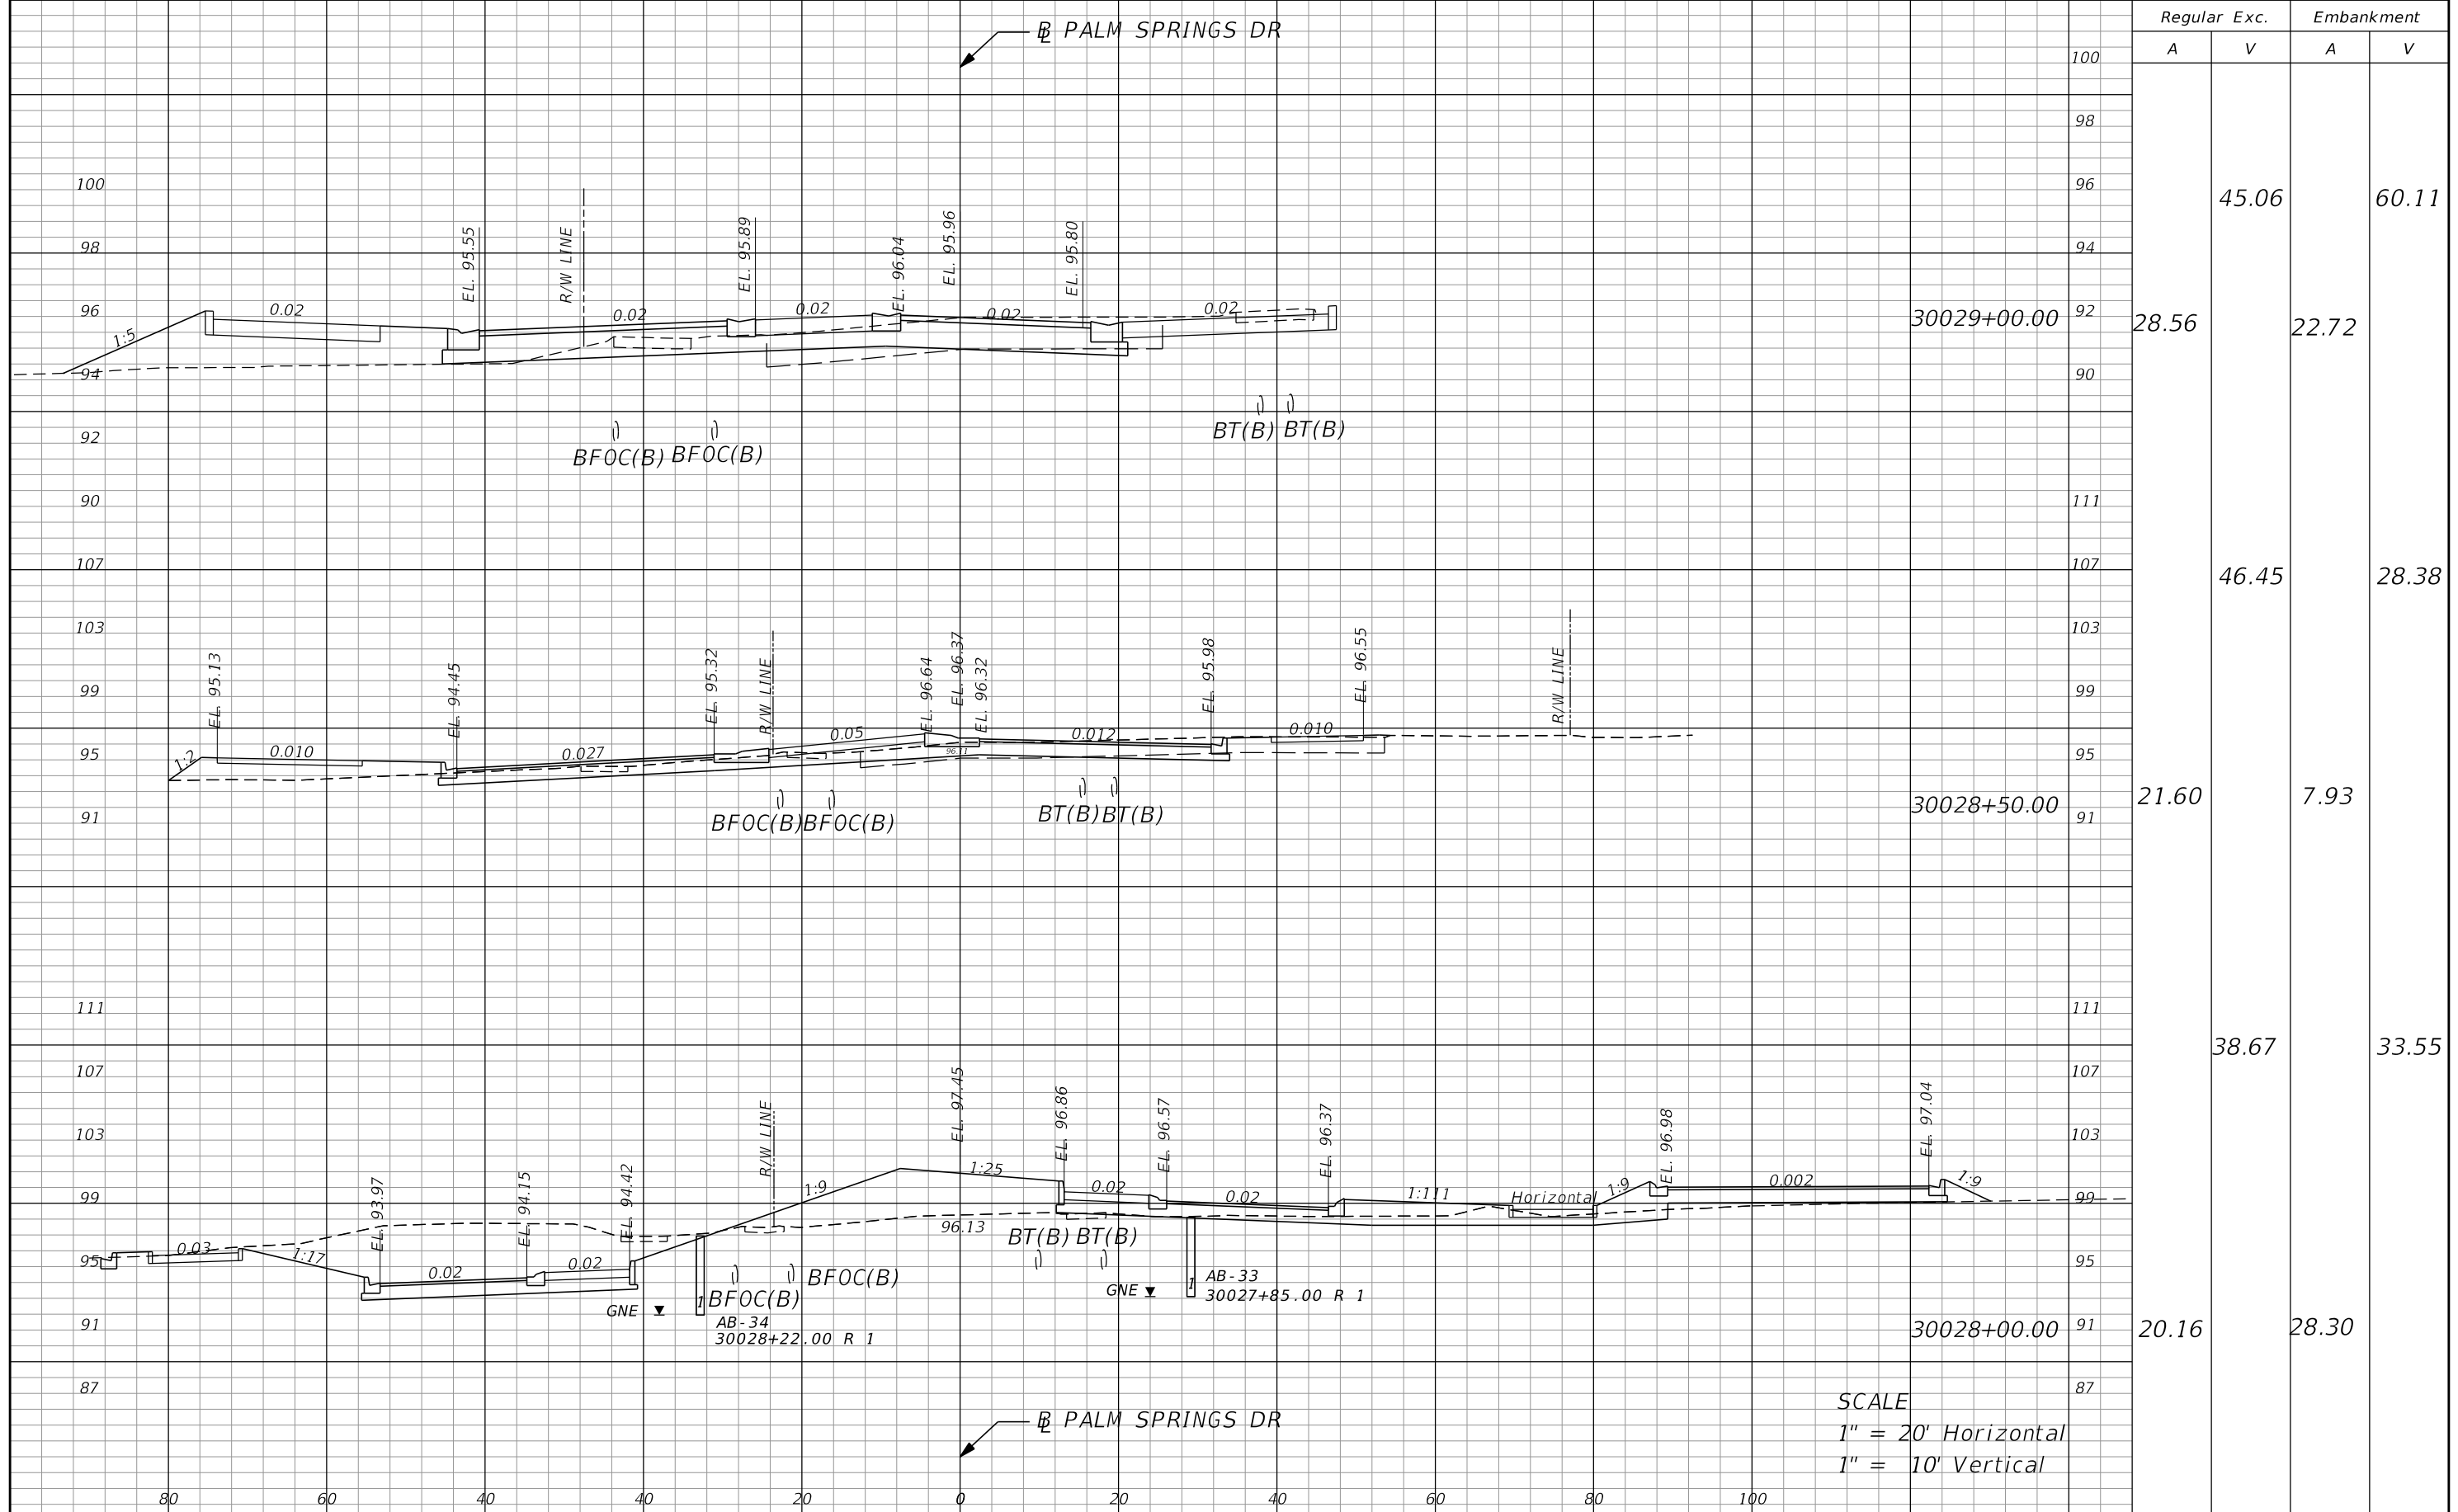 Regular Exc. Embankment
A V A V
℄ PALM SPRINGS DR
100
98
100 96
45.06 60.11
98 94
EL. 95.55 R/W LINE EL. 95.89 EL. 96.04 EL. 95.96 EL. 95.80
96 92
1:5 0.02 0.02 0.02 0.02 0.02
30029+00.00 28.56 22.72
94 90
BFOC(B) BFOC(B) BT(B) BT(B)
92
90 111
107 107
46.45 28.38
103 103
EL. 95.13 EL. 94.45 EL. 95.32 R/W LINE EL. 96.64 EL. 96.37 EL. 96.32 EL. 95.98 EL. 96.55 R/W LINE
99 99
95 95
1:2 0.010 0.027 0.05 96.11 0.012 0.010
BFOC(B) BFOC(B) BT(B) BT(B)
30028+50.00 21.60 7.93
91 91
111 111
38.67 33.55
107 107
103 103
EL. 93.97 EL. 94.15 EL. 94.42 R/W LINE EL. 97.45 EL. 96.86 EL. 96.57 EL. 96.37 EL. 96.98 EL. 97.04
99 99
1:9 1:25 0.02 0.02 1:111 Horizontal 1:9 0.002 1:9
96.13
95 95
0.03 1:17 0.02 0.02
BT(B) BT(B)
BFOC(B) BFOC(B)
GNE 1 GNE 1
AB-33
30027+85.00 R 1
AB-34
30028+22.00 R 1
91 30028+00.00 91 20.16 28.30
87 87
SCALE
1" = 20' Horizontal
1" = 10' Vertical
℄ PALM SPRINGS DR
80 60 40 40 20 0 20 40 60 80 100